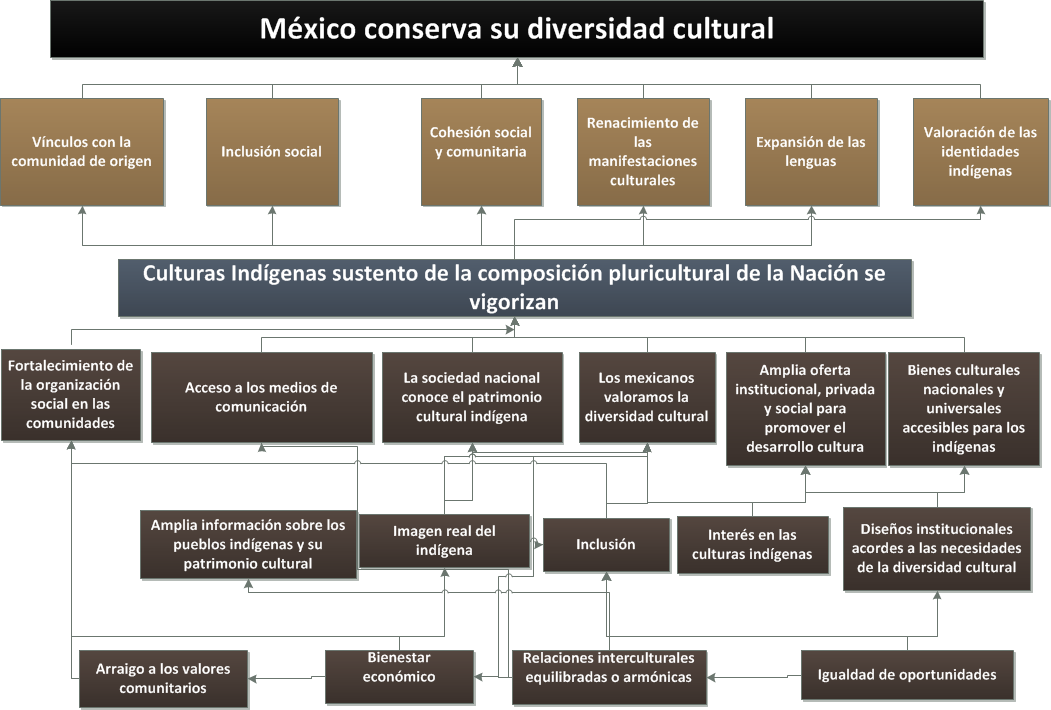 México conserva su diversidad cultural
Vínculos con la
comunidad de origen
Inclusión social
Cohesión social
y comunitaria
Renacimiento de
las
manifestaciones
culturales
Expansión de las
lenguas
Valoración de las
identidades
indígenas
Culturas Indígenas sustento de la composición pluricultural de la Nación se
vigorizan
Fortalecimiento de
la organización
social en las
comunidades
Acceso a los medios de
comunicación
La sociedad nacional
conoce el patrimonio
cultural indígena
Los mexicanos
valoramos la
diversidad cultural
Amplia oferta
institucional, privada
y social para
promover el
desarrollo cultura
Bienes culturales
nacionales y
universales
accesibles para los
indígenas
Amplia información sobre los
pueblos indígenas y su
patrimonio cultural
Imagen real del
indígena
Inclusión
Interés en las
culturas indígenas
Diseños institucionales
acordes a las necesidades
de la diversidad cultural
Arraigo a los valores
comunitarios
Bienestar
económico
Relaciones interculturales
equilibradas o armónicas
Igualdad de oportunidades